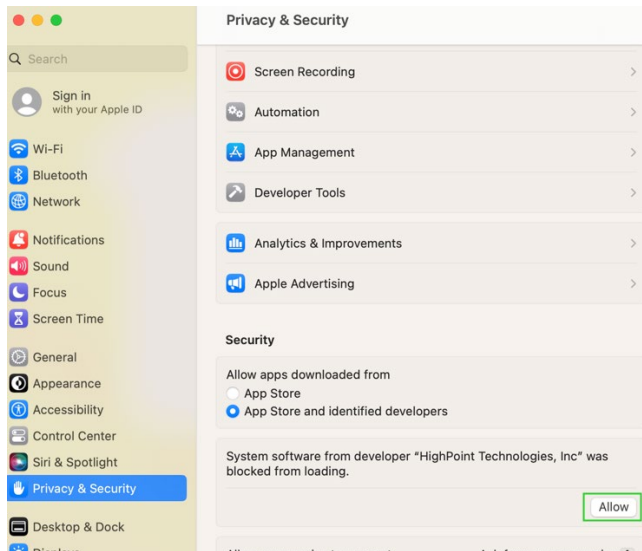 Privacy & Security
Search
Sign in
with your Apple ID
Wi-Fi
Bluetooth
Network
Notifications
Sound
Focus
Screen Time
General
Appearance
Accessibility
Control Center
Siri & Spotlight
Privacy & Security
Desktop & Dock
Displays
Screen Recording
Automation
App Management
Developer Tools
Analytics & Improvements
Apple Advertising
Security
Allow apps downloaded from
App Store
App Store and identified developers
System software from developer “HighPoint Technologies, Inc” was
blocked from loading.
Allow